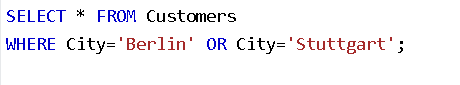 SELECT * FROM Customers
WHERE City='Berlin' OR City='Stuttgart';